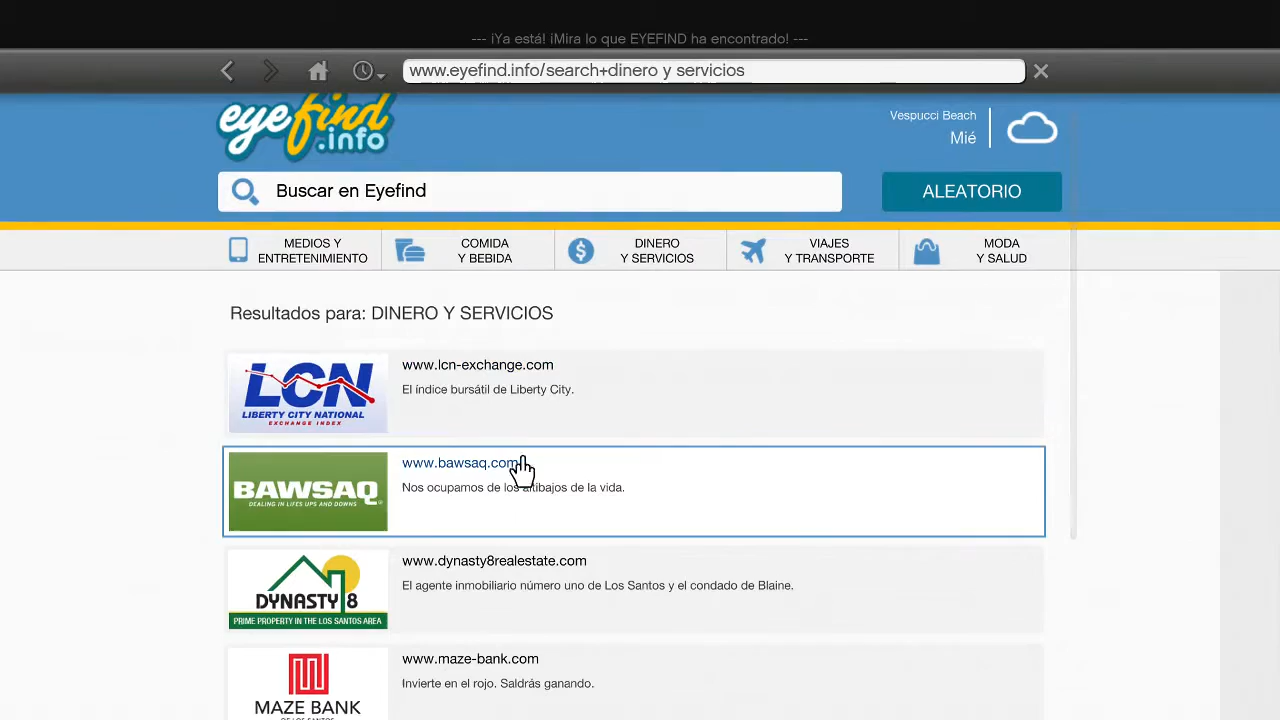 --- ¡Ya está! ¡Mira lo que EYEFIND ha encontrado! ---
www.eyefind.info/search+dinero y servicios
eyefind
.info
Vespucci Beach
Mié
Buscar en Eyefind
ALEATORIO
MEDIOS Y
ENTRETENIMIENTO
COMIDA
Y BEBIDA
DINERO
Y SERVICIOS
VIAJES
Y TRANSPORTE
MODA
Y SALUD
Resultados para: DINERO Y SERVICIOS
LCN
LIBERTY CITY NATIONAL
EXCHANGE INDEX
www.lcn-exchange.com
El índice bursátil de Liberty City.
BAWSAQ
DEALING IN LIFES UPS AND DOWNS
www.bawsaq.com
Nos ocupamos de los altibajos de la vida.
DYNASTY 8
PRIME PROPERTY IN THE LOS SANTOS AREA
www.dynasty8realestate.com
El agente inmobiliario número uno de Los Santos y el condado de Blaine.
MAZE BANK
OF LOS SANTOS
www.maze-bank.com
Invierte en el rojo. Saldrás ganando.